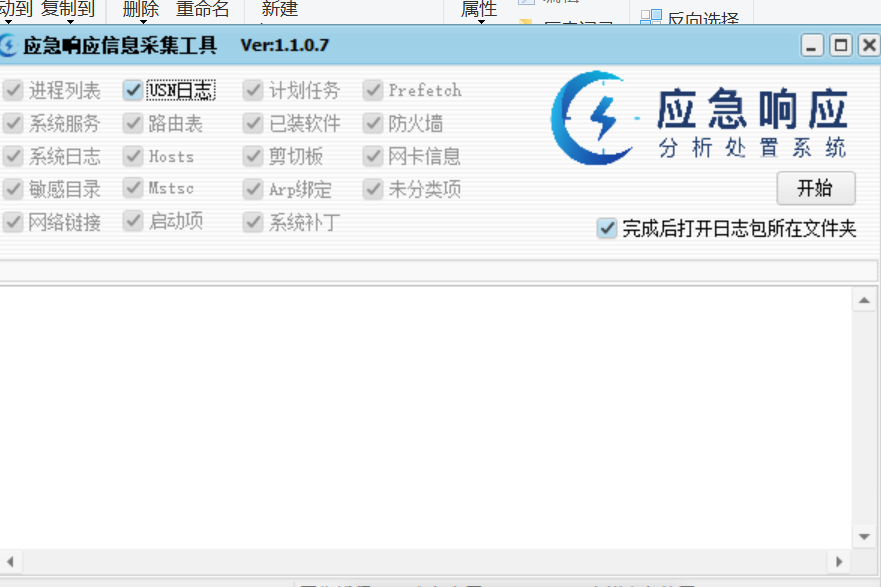 动到 复制到 删除 重命名 新建 属性
反向选择
应急响应信息采集工具 Ver:1.1.0.7
进程列表 USN日志 计划任务 Prefetch
系统服务 路由表 已装软件 防火墙
系统日志 Hosts 剪切板 网卡信息
敏感目录 Mstsc Arp绑定 未分类项
网络链接 启动项 系统补丁
应急响应
分析处置系统
开始
完成后打开日志包所在文件夹